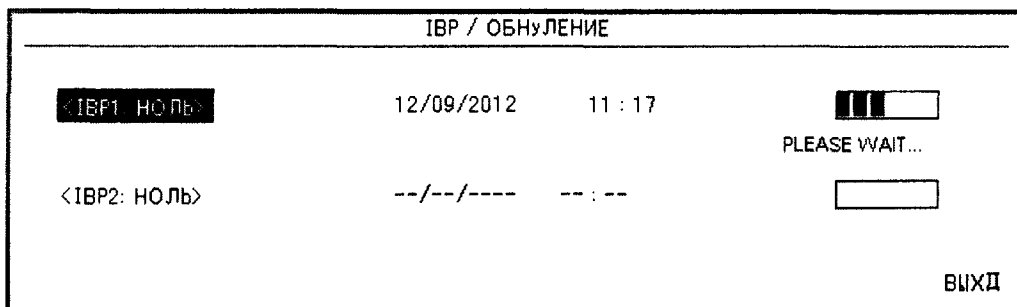 IBP / ОБНУЛЕНИЕ
<IBP1: НОЛЬ> 12/09/2012 11 : 17
PLEASE WAIT...
<IBP2: НОЛЬ> --/--/---- -- : --
ВЫХД